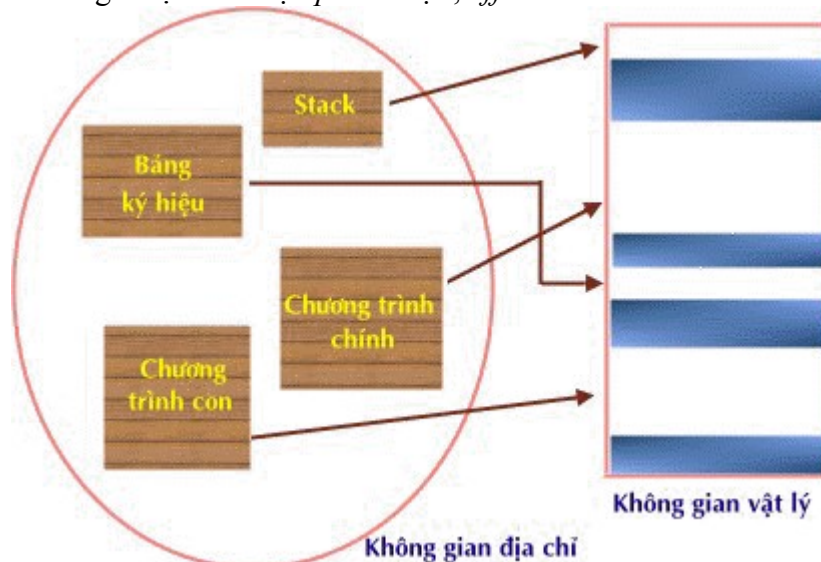 Stack
Bảng
ký hiệu
Chương trình
chính
Chương
trình con
Không gian vật lý
Không gian địa chỉ